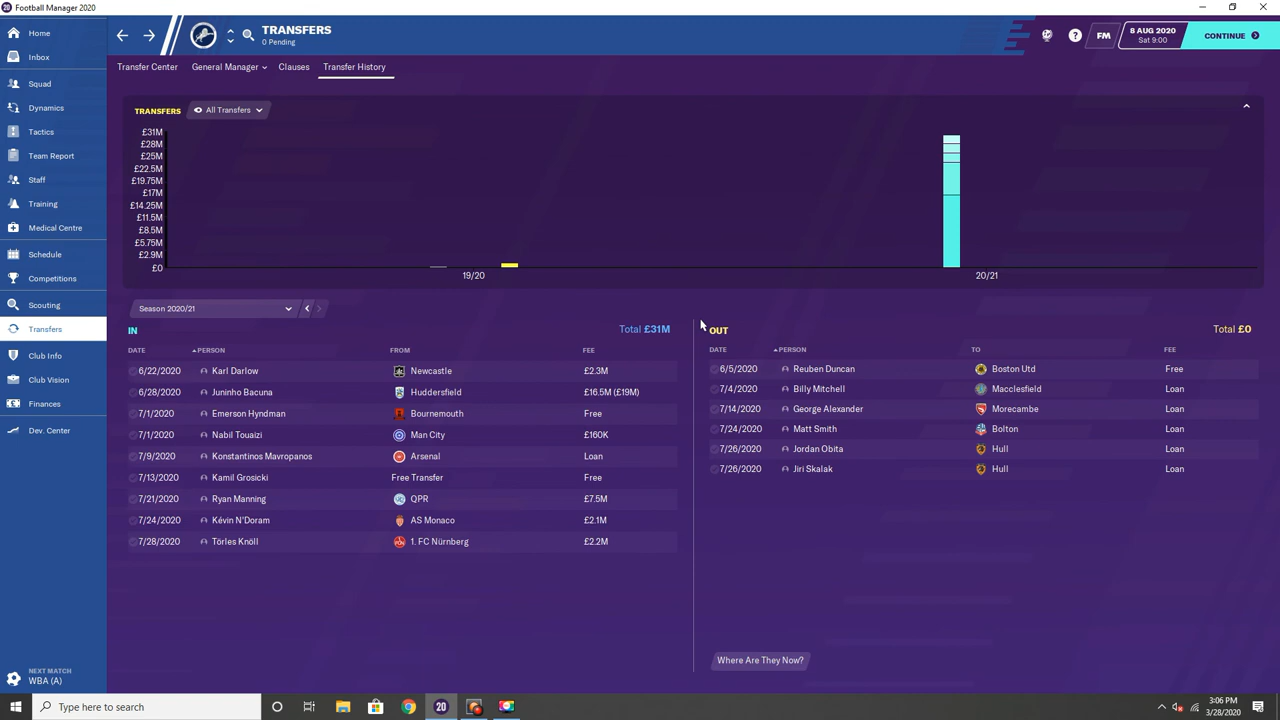 20 Football Manager 2020
Home
Inbox
Squad
Dynamics
Tactics
Team Report
Staff
Training
Medical Centre
Schedule
Competitions
Scouting
Transfers
Club Info
Club Vision
Finances
Dev. Center
NEXT MATCH
WBA (A)
TRANSFERS
0 Pending
? FM 8 AUG 2020 CONTINUE
Sat 9:00
Transfer Center General Manager Clauses Transfer History
TRANSFERS All Transfers
£31M
£28M
£25M
£22.5M
£19.75M
£17M
£14.25M
£11.5M
£8.5M
£5.75M
£2.9M
£0
19/20 20/21
Season 2020/21
IN Total £31M
DATE PERSON FROM FEE
6/22/2020 Karl Darlow Newcastle £2.3M
6/28/2020 Juninho Bacuna Huddersfield £16.5M (£19M)
7/1/2020 Emerson Hyndman Bournemouth Free
7/1/2020 Nabil Touaizi Man City £160K
7/9/2020 Konstantinos Mavropanos Arsenal Loan
7/13/2020 Kamil Grosicki Free Transfer Free
7/21/2020 Ryan Manning QPR £7.5M
7/24/2020 Kévin N'Doram AS Monaco £2.1M
7/28/2020 Törles Knöll 1. FC Nürnberg £2.2M
OUT Total £0
DATE PERSON TO FEE
6/5/2020 Reuben Duncan Boston Utd Free
7/4/2020 Billy Mitchell Macclesfield Loan
7/14/2020 George Alexander Morecambe Loan
7/24/2020 Matt Smith Bolton Loan
7/26/2020 Jordan Obita Hull Loan
7/26/2020 Jiri Skalak Hull Loan
Where Are They Now?
Type here to search
20
3:06 PM
3/28/2020